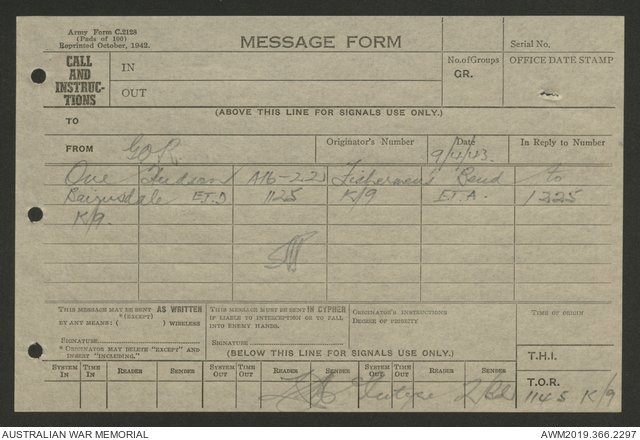 Army Form C.2128
(Pads of 100)
Reprinted October, 1942.
MESSAGE FORM
Serial No.
CALL AND INSTRUC-TIONS
IN
OUT
No. of Groups
GR.
OFFICE DATE STAMP
(ABOVE THIS LINE FOR SIGNALS USE ONLY.)
TO
FROM G.O.R.
Originator's Number
Date
9/4/43.
In Reply to Number
One Hudson A16-22 Fishermens Bend to
Bairnsdale E.T.D 1125 K/9 E.T.A. 1225
K/9.
THIS MESSAGE MAY BE SENT AS WRITTEN
*(EXCEPT)
BY ANY MEANS ( ) WIRELESS
SIGNATURE
* ORIGINATOR MAY DELETE "EXCEPT" AND
INSERT "INCLUDING."
THIS MESSAGE MUST BE SENT IN CYPHER
IF LIABLE TO INTERCEPTION OR TO FALL
INTO ENEMY HANDS.
SIGNATURE
ORIGINATOR'S INSTRUCTIONS
DEGREE OF PRIORITY
TIME OF ORIGIN
(BELOW THIS LINE FOR SIGNALS USE ONLY.)
T.H.I.
SYSTEM IN TIME IN READER SENDER SYSTEM OUT TIME OUT READER SENDER SYSTEM OUT TIME OUT READER SENDER
T.O.R.
1145 K/9
AUSTRALIAN WAR MEMORIAL
AWM2019.366.2297